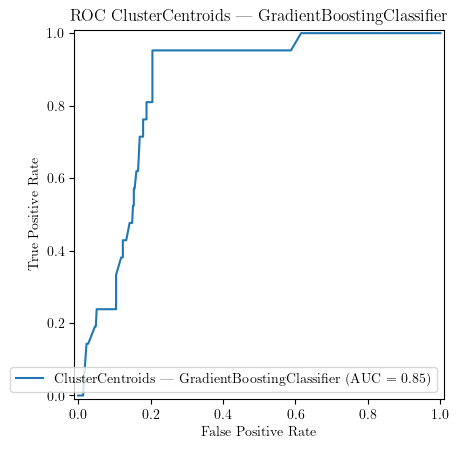 ROC ClusterCentroids — GradientBoostingClassifier
1.0
0.8
0.6
0.4
0.2
0.0
True Positive Rate
ClusterCentroids — GradientBoostingClassifier (AUC = 0.85)
0.0 0.2 0.4 0.6 0.8 1.0
False Positive Rate